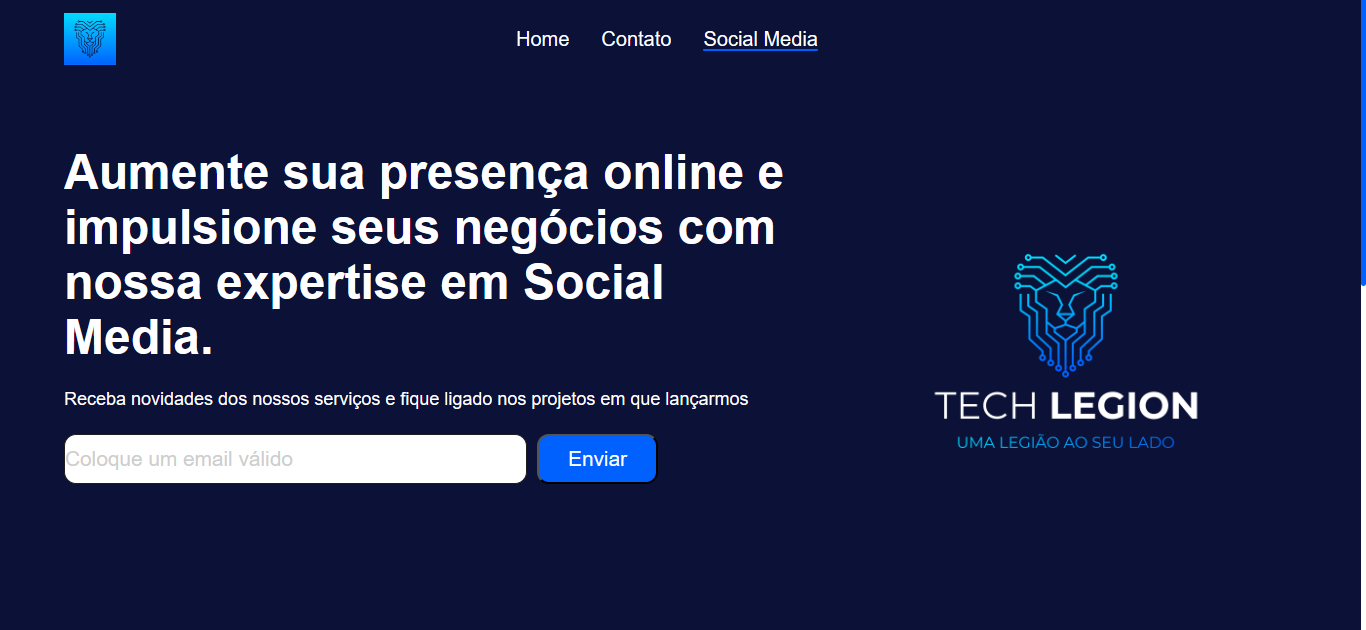 Home Contato Social Media
Aumente sua presença online e
impulsione seus negócios com
nossa expertise em Social
Media.
Receba novidades dos nossos serviços e fique ligado nos projetos em que lançarmos
Coloque um email válido
Enviar
TECH LEGION
UMA LEGIÃO AO SEU LADO